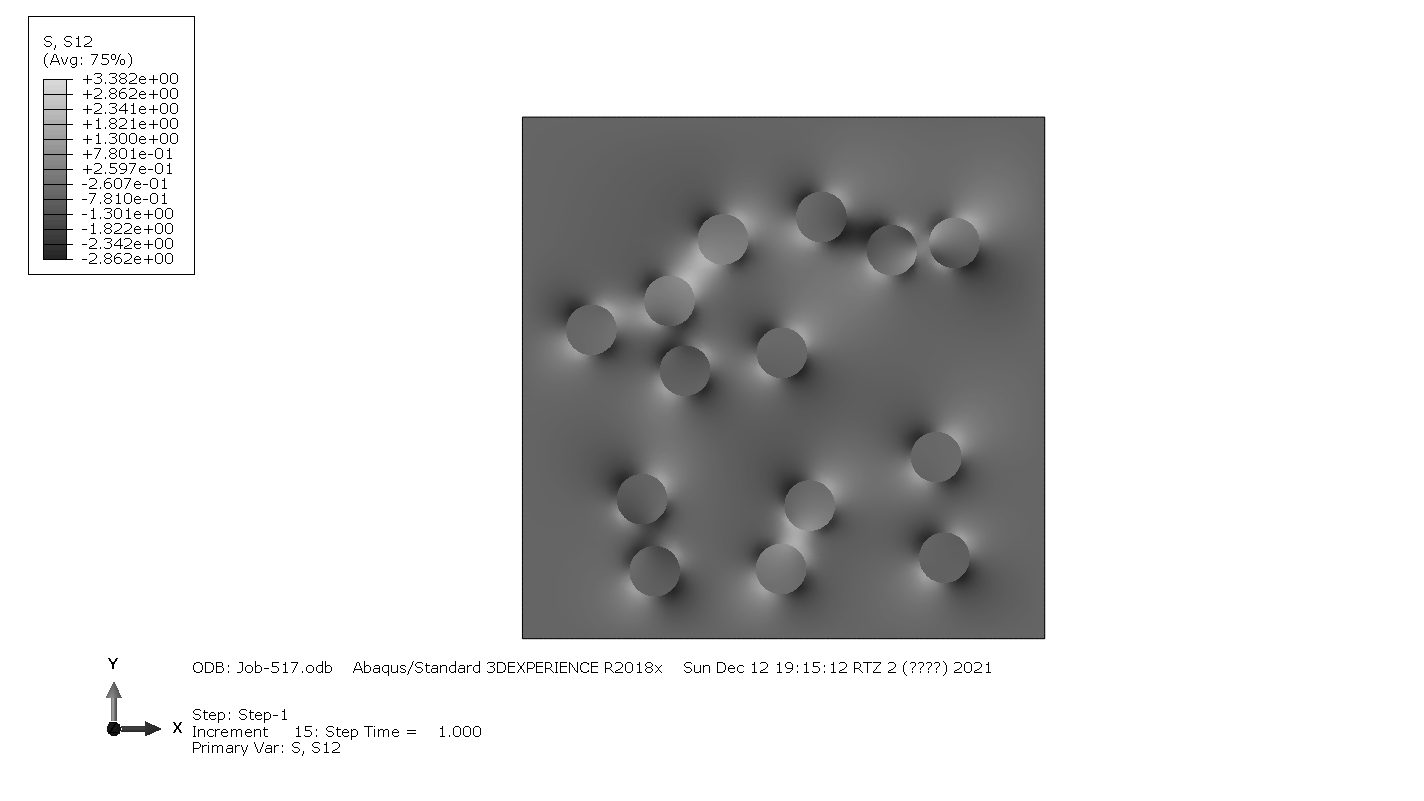 S, S12
(Avg: 75%)
+3.382e+00
+2.862e+00
+2.341e+00
+1.821e+00
+1.300e+00
+7.801e-01
+2.597e-01
-2.607e-01
-7.810e-01
-1.301e+00
-1.822e+00
-2.342e+00
-2.862e+00
Y
X
ODB: Job-517.odb Abaqus/Standard 3DEXPERIENCE R2018x Sun Dec 12 19:15:12 RTZ 2 (????) 2021
Step: Step-1
Increment 15: Step Time = 1.000
Primary Var: S, S12